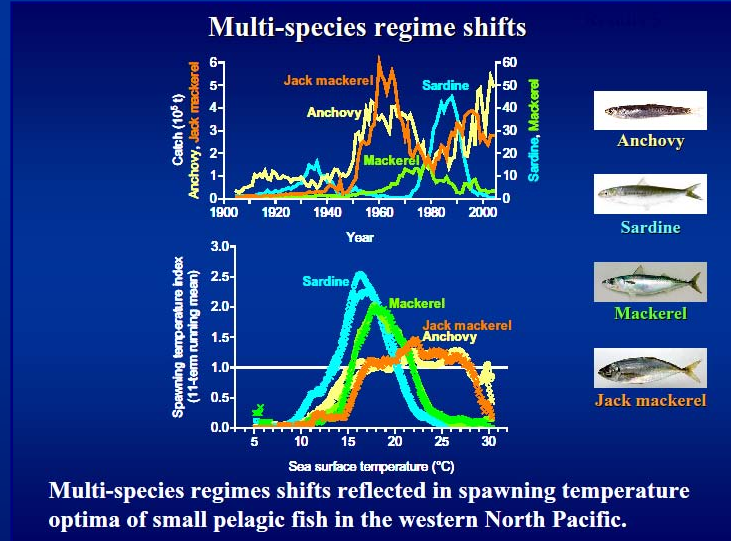 Multi-species regime shifts
Catch (10⁵ t)
Anchovy, Jack mackerel
6
5
4
3
2
1
0
60
50
40
30
20
10
0
Sardine, Mackerel
Jack mackerel
Sardine
Anchovy
Mackerel
1900 1920 1940 1960 1980 2000
Year
Anchovy
Sardine
Mackerel
Jack mackerel
Spawning temperature index
(11-term running mean)
3.0
2.5
2.0
1.5
1.0
0.5
0.0
Sardine
Mackerel
Jack mackerel
Anchovy
5 10 15 20 25 30
Sea surface temperature (°C)
Multi-species regimes shifts reflected in spawning temperature
optima of small pelagic fish in the western North Pacific.